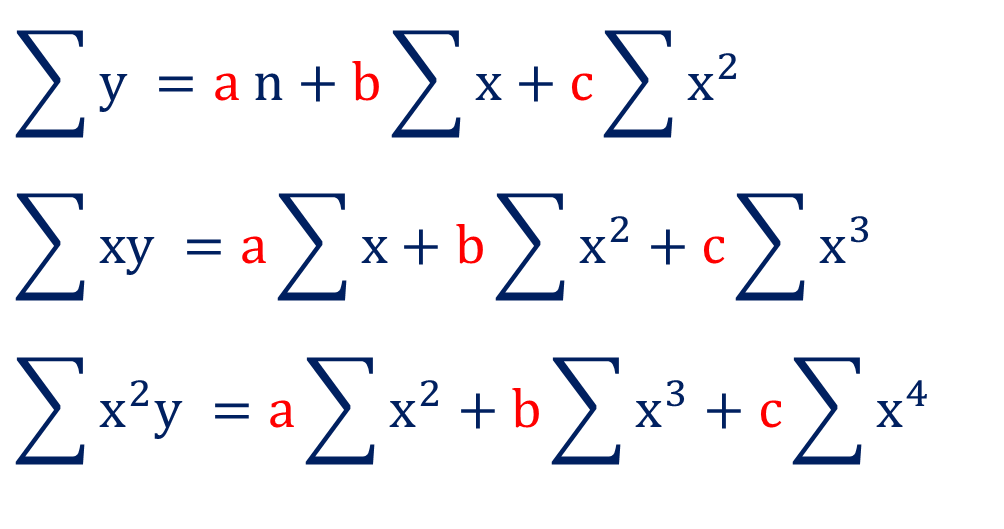 ∑ y = a n + b ∑ x + c ∑ x²
∑ xy = a ∑ x + b ∑ x² + c ∑ x³
∑ x²y = a ∑ x² + b ∑ x³ + c ∑ x⁴